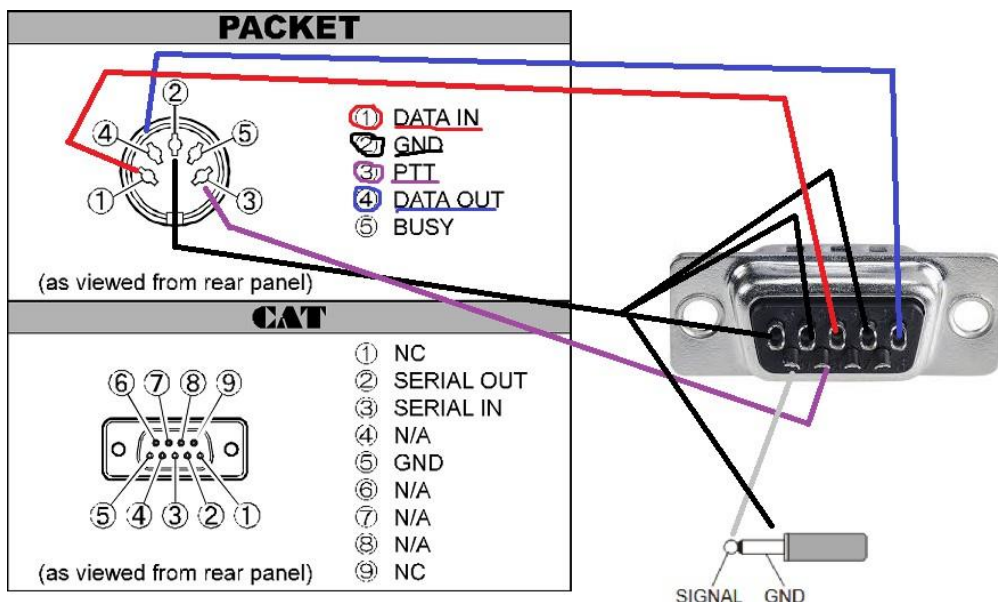 PACKET
②
④
⑤
①
③
① DATA IN
② GND
③ PTT
④ DATA OUT
⑤ BUSY
(as viewed from rear panel)
CAT
⑥ ⑦ ⑧ ⑨
⑤ ④ ③ ② ①
(as viewed from rear panel)
① NC
② SERIAL OUT
③ SERIAL IN
④ N/A
⑤ GND
⑥ N/A
⑦ N/A
⑧ N/A
⑨ NC
SIGNAL GND